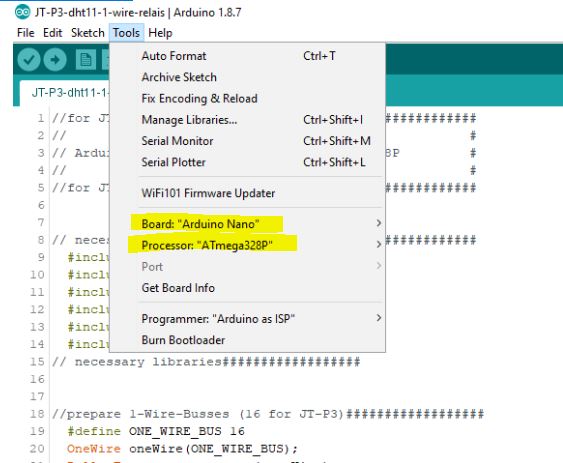 JT-P3-dht11-1-wire-relais | Arduino 1.8.7
File Edit Sketch Tools Help
Auto Format Ctrl+T
Archive Sketch
Fix Encoding & Reload
Manage Libraries... Ctrl+Shift+I
Serial Monitor Ctrl+Shift+M
Serial Plotter Ctrl+Shift+L
WiFi101 Firmware Updater
Board: "Arduino Nano"
Processor: "ATmega328P"
Port
Get Board Info
Programmer: "Arduino as ISP"
Burn Bootloader
JT-P3-dht11-1-
1 //for JT ############
2 // #
3 // Ardu 8P #
4 // #
5 //for JT ############
6
7
8 // neces ############
9 #inclu
10 #inclu
11 #inclu
12 #inclu
13 #inclu
14 #inclu
15 // necessary libraries##################
16
17
18 //prepare 1-Wire-Busses (16 for JT-P3)##################
19 #define ONE_WIRE_BUS 16
20 OneWire oneWire(ONE_WIRE_BUS);